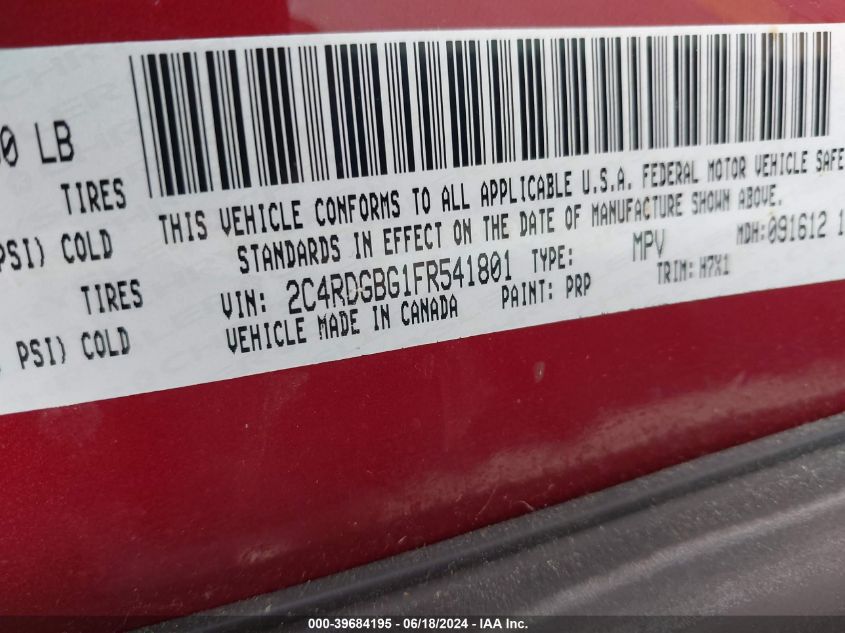 00 LB
TIRES
PSI) COLD
TIRES
PSI) COLD
THIS VEHICLE CONFORMS TO ALL APPLICABLE U.S.A. FEDERAL MOTOR VEHICLE SAFE
STANDARDS IN EFFECT ON THE DATE OF MANUFACTURE SHOWN ABOVE.
VIN: 2C4RDGBG1FR541801 TYPE: MPV MDH:091612 1
VEHICLE MADE IN CANADA PAINT: PRP TRIM: H7X1
000-39684195 - 06/18/2024 - IAA Inc.